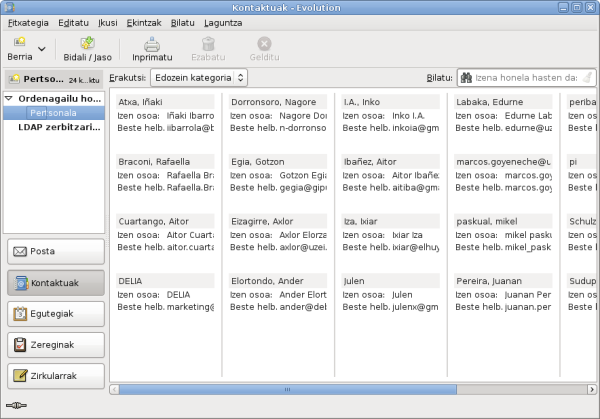 Kontaktuak - Evolution
Fitxategia Editatu Ikusi Ekintzak Bilatu Laguntza
Berria Bidali / Jaso Inprimatu Ezabatu Gelditu
Pertso... 24 k...ktu Erakutsi: Edozein kategoria Bilatu: Izena honela hasten da:
Ordenagailu ho...
Pertsonala
LDAP zerbitzari...
Posta
Kontaktuak
Egutegiak
Zereginak
Zirkularrak
Atxa, Iñaki
Izen osoa: Iñaki Ibarro
Beste helb. iibarrola@b
Braconi, Rafaella
Izen osoa: Rafaella Bra
Beste helb. Rafaella.Bra
Cuartango, Aitor
Izen osoa: Aitor Cuarta
Beste helb. aitor.cuarta
DELIA
Izen osoa: DELIA
Beste helb. marketing@
Dorronsoro, Nagore
Izen osoa: Nagore Dor
Beste helb. n-dorronso
Egia, Gotzon
Izen osoa: Gotzon Egia
Beste helb. gegia@gipu
Eizagirre, Axlor
Izen osoa: Axlor Elorza
Beste helb. axlor@uzei.
Elortondo, Ander
Izen osoa: Ander Elort
Beste helb. ander@del
I.A., Inko
Izen osoa: Inko I.A.
Beste helb. inkoia@gm
Ibañez, Aitor
Izen osoa: Aitor Ibañe
Beste helb. aitiba@gma
Iza, Ixiar
Izen osoa: Ixiar Iza
Beste helb. ixiar@elhuy
Julen
Izen osoa: Julen
Beste helb. julenx@gm
Labaka, Edurne
Izen osoa: Edurne Lab
Beste helb. edurne@uz
marcos.goyeneche@u
Izen osoa: marcos.goy
Beste helb. marcos.goy
paskual, mikel
Izen osoa: mikel pasku
Beste helb. mikel_pask
Pereira, Juanan
Izen osoa: Juanan Per
Beste helb. juanan.per
periba
Izen o
Beste h
pi
Izen o
Beste h
Schulz
Izen o
Beste h
Sudup
Izen o
Beste h